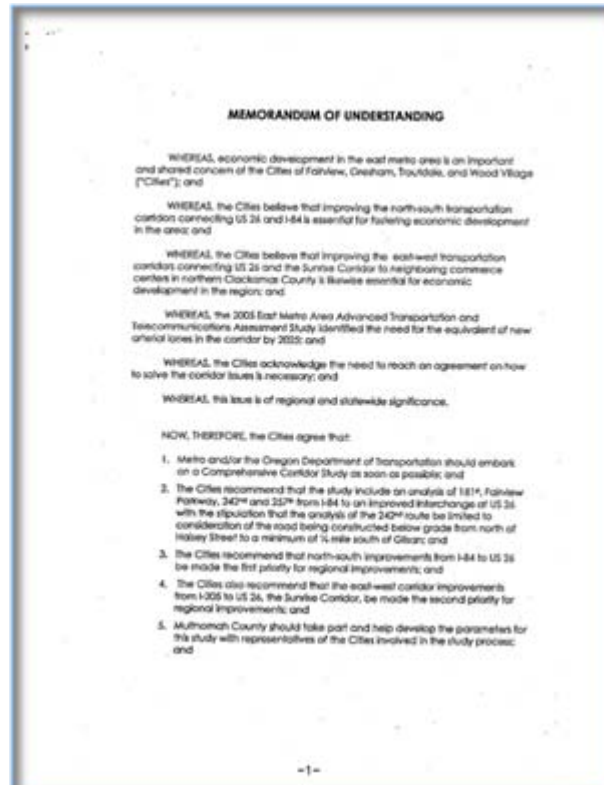 MEMORANDUM OF UNDERSTANDING
WHEREAS, economic development in the east metro area is an important
and shared concern of the Cities of Fairview, Gresham, Troutdale, and Wood Village
("Cities"); and
WHEREAS, the Cities believe that improving the north-south transportation
corridors connecting US 26 and I-84 is essential for fostering economic development
in the area; and
WHEREAS, the Cities believe that improving the east-west transportation
corridors connecting US 26 and the Sunrise Corridor to neighboring commerce
centers in northern Clackamas County is likewise essential for economic
development in the region; and
WHEREAS, the 2005 East Metro Area Advanced Transportation and
Telecommunications Assessment Study identified the need for the equivalent of new
arterial lanes in the corridor by 2025; and
WHEREAS, the Cities acknowledge the need to reach an agreement on how
to solve the corridor issues is necessary; and
WHEREAS, this issue is of regional and statewide significance.
NOW, THEREFORE, the Cities agree that:
1. Metro and/or the Oregon Department of Transportation should embark
on a Comprehensive Corridor Study as soon as possible; and
2. The Cities recommend that the study include an analysis of 181st, Fairview
Parkway, 242nd and 257th from I-84 to an improved interchange at US 26
with the stipulation that the analysis of the 242nd route be limited to
consideration of the road being constructed below grade from north of
Halsey Street to a minimum of ¼ mile south of Glisan; and
3. The Cities recommend that north-south improvements from I-84 to US 26
be made the first priority for regional improvements; and
4. The Cities also recommend that the east-west corridor improvements
from I-205 to US 26, the Sunrise Corridor, be made the second priority for
regional improvements; and
5. Multnomah County should take part and help develop the parameters for
this study with representatives of the Cities involved in the study process;
and
-1-